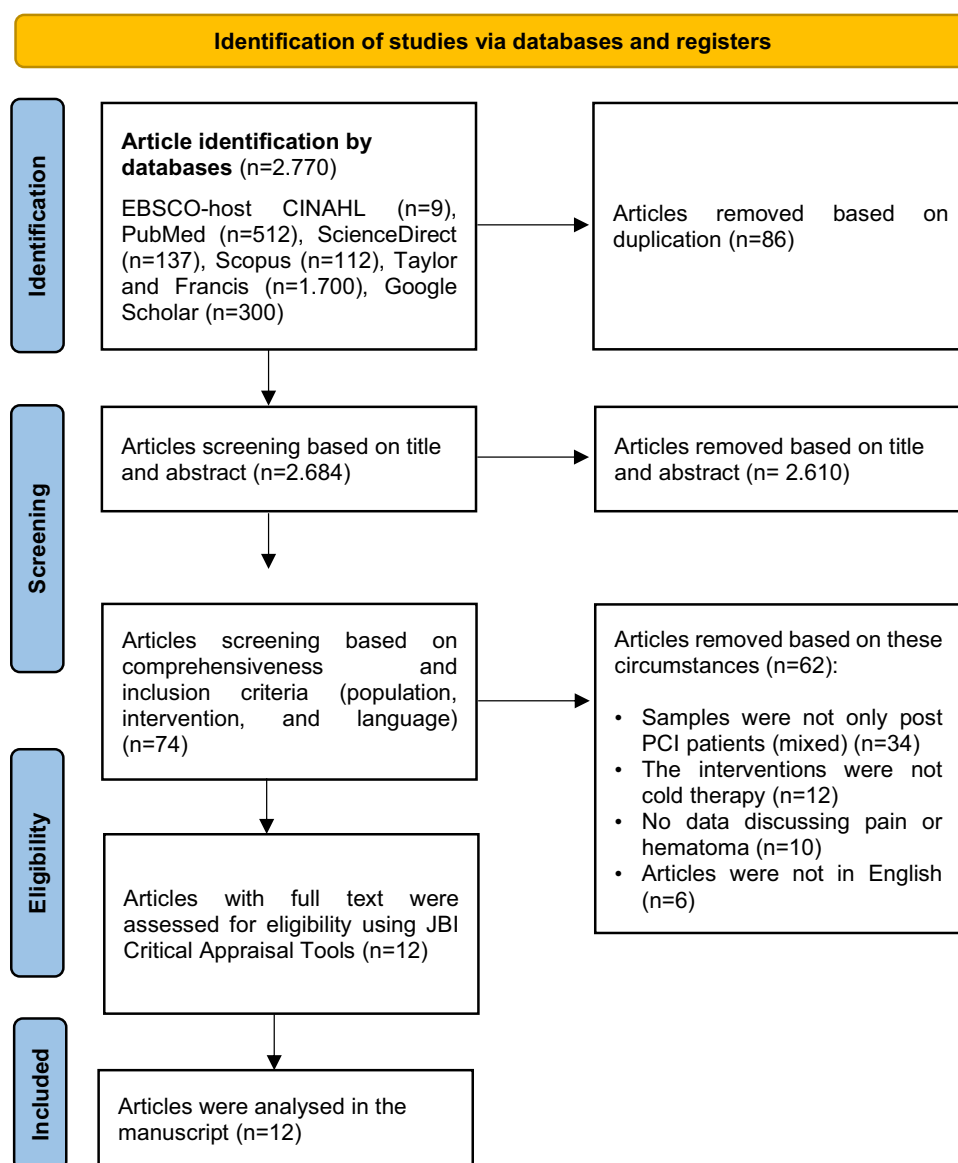 Identification of studies via databases and registers
Identification
Article identification by
databases (n=2.770)
EBSCO-host CINAHL (n=9),
PubMed (n=512), ScienceDirect
(n=137), Scopus (n=112), Taylor
and Francis (n=1.700), Google
Scholar (n=300)
Articles removed based on
duplication (n=86)
Screening
Articles screening based on title
and abstract (n=2.684)
Articles removed based on title
and abstract (n= 2.610)
Articles screening based on
comprehensiveness and
inclusion criteria (population,
intervention, and language)
(n=74)
Articles removed based on these
circumstances (n=62):
• Samples were not only post
PCI patients (mixed) (n=34)
• The interventions were not
cold therapy (n=12)
• No data discussing pain or
hematoma (n=10)
• Articles were not in English
(n=6)
Eligibility
Articles with full text were
assessed for eligibility using JBI
Critical Appraisal Tools (n=12)
Included
Articles were analysed in the
manuscript (n=12)